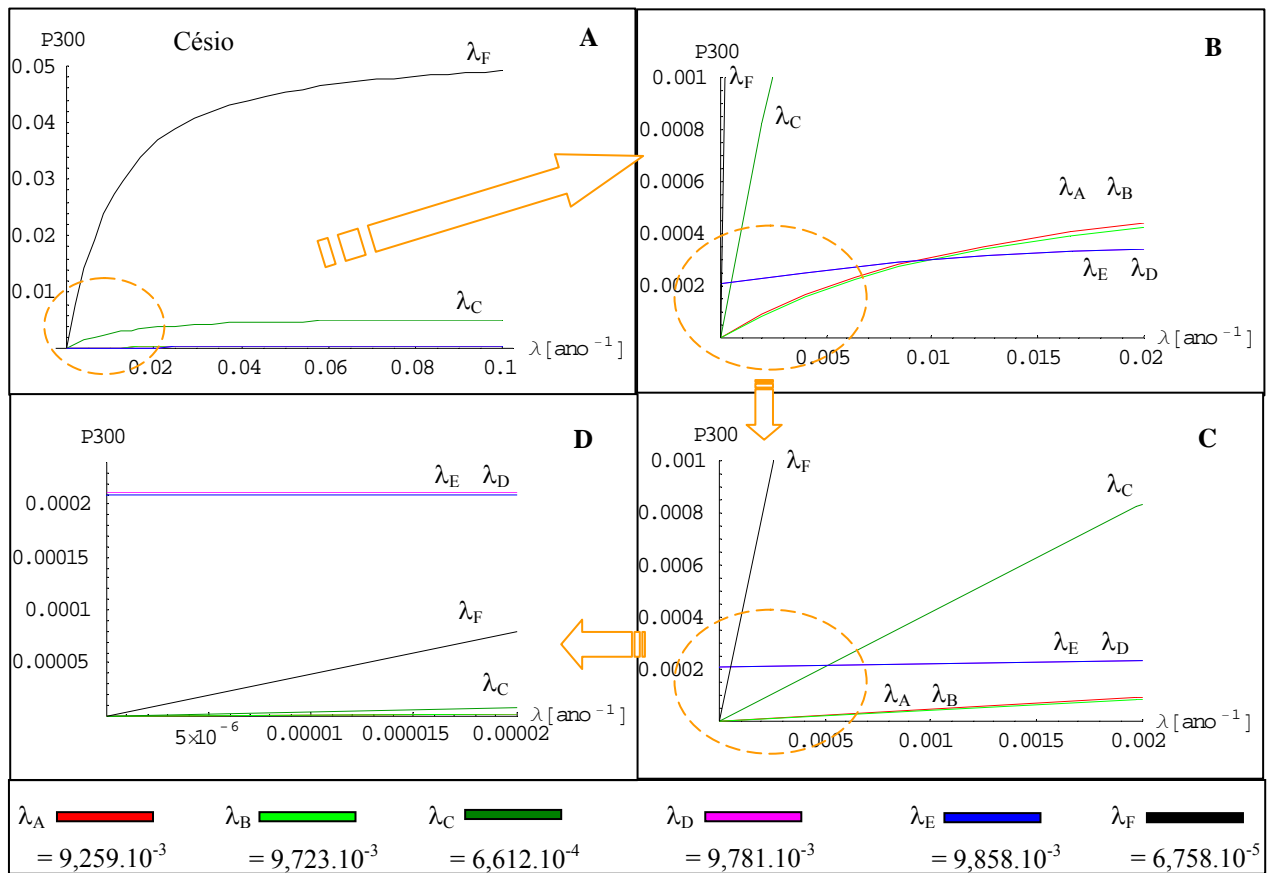 P300
Césio
A
λF
0.05
0.04
0.03
0.02
0.01
λC
0.02 0.04 0.06 0.08 0.1
λ[ano⁻¹]
P300
B
0.001
λF
λC
0.0008
0.0006
λA λB
0.0004
λE λD
0.0002
λ[ano⁻¹]
0.005 0.01 0.015 0.02
P300
D
λE λD
0.0002
0.00015
0.0001
λF
0.00005
λC
λ[ano⁻¹]
5×10⁻⁶ 0.00001 0.000015 0.00002
P300
C
0.001
λF
λC
0.0008
0.0006
0.0004
λE λD
0.0002
λA λB
λ[ano⁻¹]
0.0005 0.001 0.0015 0.002
λA λB λC λD λE λF
= 9,259.10⁻³ = 9,723.10⁻³ = 6,612.10⁻⁴ = 9,781.10⁻³ = 9,858.10⁻³ = 6,758.10⁻⁵